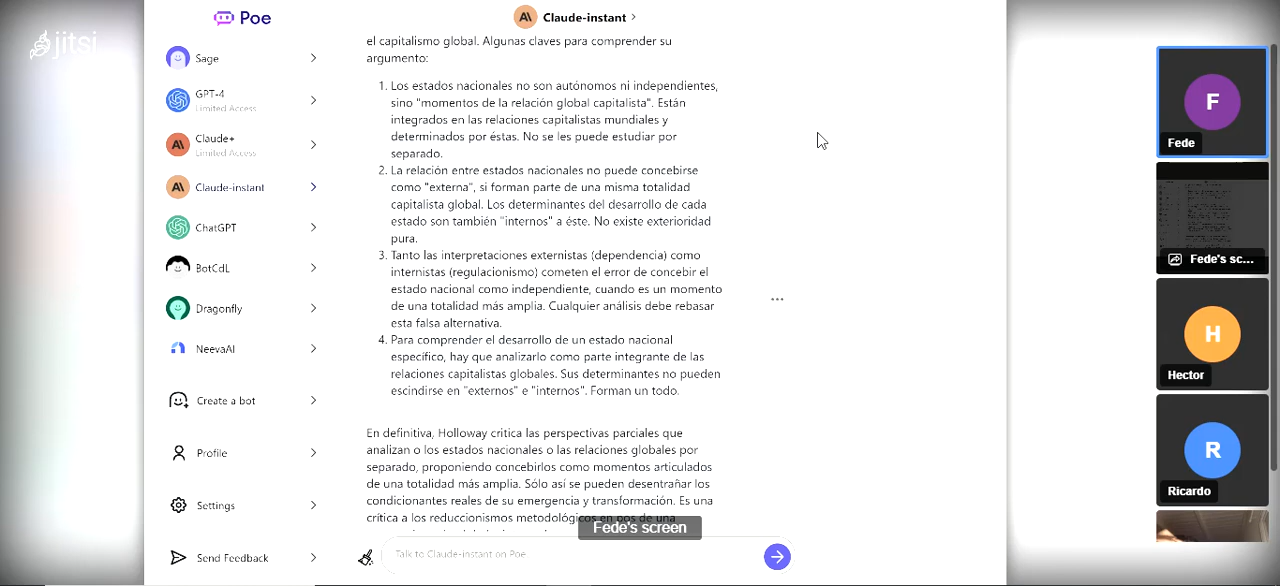 jitsi
Poe
Sage
GPT-4
Limited Access
Claude+
Limited Access
Claude-instant
ChatGPT
BotCdL
Dragonfly
NeevaAI
Create a bot
Profile
Settings
Send Feedback
Claude-instant
el capitalismo global. Algunas claves para comprender su
argumento:
1. Los estados nacionales no son autónomos ni independientes,
sino "momentos de la relación global capitalista". Están
integrados en las relaciones capitalistas mundiales y
determinados por éstas. No se les puede estudiar por
separado.
2. La relación entre estados nacionales no puede concebirse
como "externa", si forman parte de una misma totalidad
capitalista global. Los determinantes del desarrollo de cada
estado son también "internos" a éste. No existe exterioridad
pura.
3. Tanto las interpretaciones externistas (dependencia) como
internistas (regulacionismo) cometen el error de concebir el
estado nacional como independiente, cuando es un momento
de una totalidad más amplia. Cualquier análisis debe rebasar
esta falsa alternativa.
4. Para comprender el desarrollo de un estado nacional
específico, hay que analizarlo como parte integrante de las
relaciones capitalistas globales. Sus determinantes no pueden
escindirse en "externos" e "internos". Forman un todo.
En definitiva, Holloway critica las perspectivas parciales que
analizan o los estados nacionales o las relaciones globales por
separado, proponiendo concebirlos como momentos articulados
de una totalidad más amplia. Sólo así se pueden desentrañar los
condicionantes reales de su emergencia y transformación. Es una
crítica a los reduccionismos metodológicos en pos de una
Fede's screen
Talk to Claude-instant on Poe
F
Fede
Fede's sc...
H
Hector
R
Ricardo